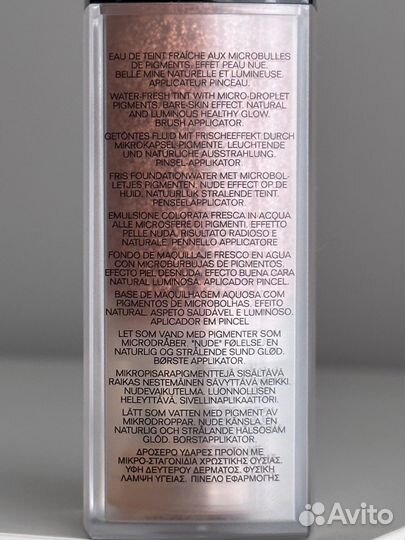 EAU DE TEINT FRAÎCHE AUX MICROBULLES
DE PIGMENTS. EFFET PEAU NUE.
BELLE MINE NATURELLE ET LUMINEUSE.
APPLICATEUR PINCEAU.
WATER-FRESH TINT WITH MICRO-DROPLET
PIGMENTS. BARE-SKIN EFFECT. NATURAL
AND LUMINOUS HEALTHY GLOW.
BRUSH APPLICATOR.
GETÖNTES FLUID MIT FRISCHEEFFEKT DURCH
MIKROKAPSEL-PIGMENTE. LEUCHTENDE
UND NATÜRLICHE AUSSTRAHLUNG.
PINSEL-APPLIKATOR.
FRIS FOUNDATIONWATER MET MICROBOL-
LETJES PIGMENTEN. NUDE EFFECT OP DE
HUID. NATUURLIJK STRALENDE TEINT.
PENSEELAPPLICATOR.
EMULSIONE COLORATA FRESCA IN ACQUA
ALLE MICROSFERE DI PIGMENTI. EFFETTO
PELLE NUDA. RISULTATO RADIOSO E
NATURALE. PENNELLO APPLICATORE
FONDO DE MAQUILLAJE FRESCO EN AGUA
CON MICROBURBUJAS DE PIGMENTOS.
EFECTO PIEL DESNUDA. EFECTO BUENA CARA
NATURAL LUMINOSA. APLICADOR PINCEL.
BASE DE MAQUILHAGEM AQUOSA COM
PIGMENTOS DE MICROBOLHAS. EFEITO
NATURAL. ASPETO SAUDÁVEL E LUMINOSO.
APLICADOR EM PINCEL
LET SOM VAND MED PIGMENTER SOM
MICRODRÅBER. "NUDE" FØLELSE. EN
NATURLIG OG STRÅLENDE SUND GLØD.
BØRSTE APPLIKATOR.
MIKROPISARAPIGMENTTEJÄ SISÄLTÄVÄ
RAIKAS NESTEMÄINEN SÄVYTTÄVÄ MEIKKI.
NUDEVAIKUTELMA. LUONNOLLISEN
HELEYTTÄVÄ. SIVELLINAPLIKAATTORI.
LÄTT SOM VATTEN MED PIGMENT AV
MIKRODROPPAR. NUDE KÄNSLA. EN
NATURLIG OCH STRÅLANDE HÄLSOSAM
GLÖD. BORSTAPPLIKATOR.
ΔΡΟΣΕΡΟ ΥΔΑΡΕΣ ΠΡΟΪΟΝ ΜΕ
ΜΙΚΡΟ-ΣΤΑΓΟΝΙΔΙΑ ΧΡΩΣΤΙΚΗΣ ΟΥΣΙΑΣ.
ΥΦΗ ΔΕΥΤΕΡΟΥ ΔΕΡΜΑΤΟΣ. ΦΥΣΙΚΗ
ΛΑΜΨΗ ΥΓΕΙΑΣ. ΠΙΝΕΛΟ ΕΦΑΡΜΟΓΗΣ
Avito